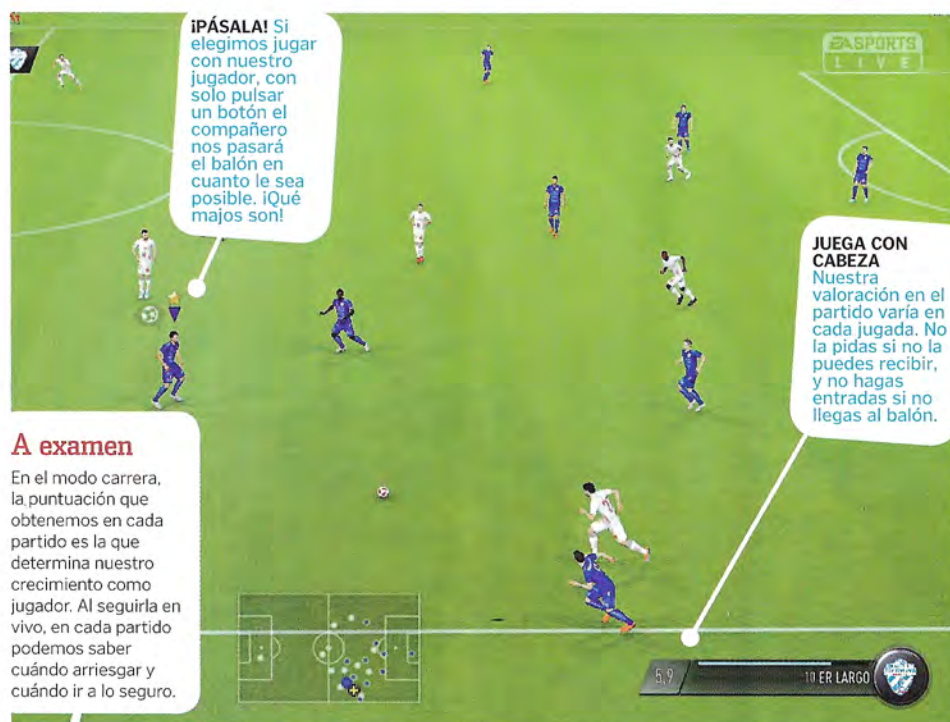 ¡PÁSALA! Si
elegimos jugar
con nuestro
jugador, con
solo pulsar
un botón el
compañero
nos pasará
el balón en
cuanto le sea
posible. ¡Qué
majos son!
EA SPORTS
LIVE
JUEGA CON
CABEZA
Nuestra
valoración en el
partido varía en
cada jugada. No
la pidas si no la
puedes recibir,
y no hagas
entradas si no
llegas al balón.
A examen
En el modo carrera,
la puntuación que
obtenemos en cada
partido es la que
determina nuestro
crecimiento como
jugador. Al seguirla en
vivo, en cada partido
podemos saber
cuándo arriesgar y
cuándo ir a lo seguro.
5,9
10 ER LARGO